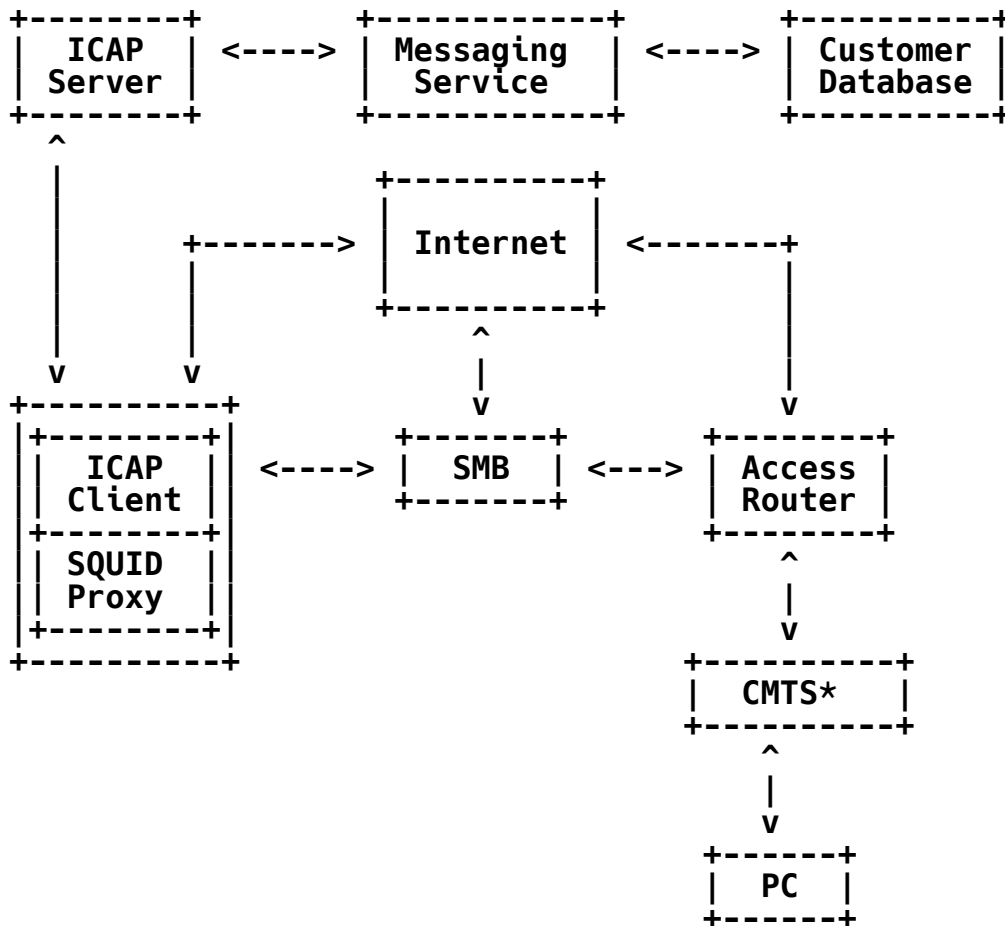 ICAP Server
Messaging Service
Customer Database
Internet
ICAP Client
SMB
Access Router
SQUID Proxy
CMTS*
PC